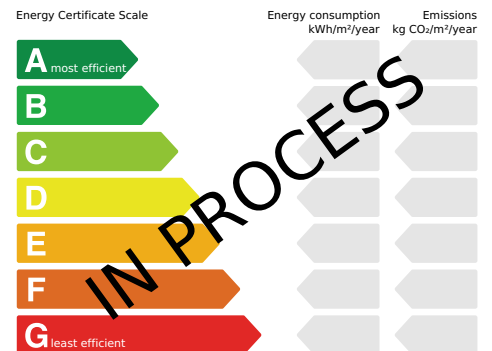 Energy Certificate Scale
Energy consumption
kWh/m²/year
Emissions
kg CO₂/m²/year
A most efficient
B
C
D
E
F
G least efficient
IN PROCESS